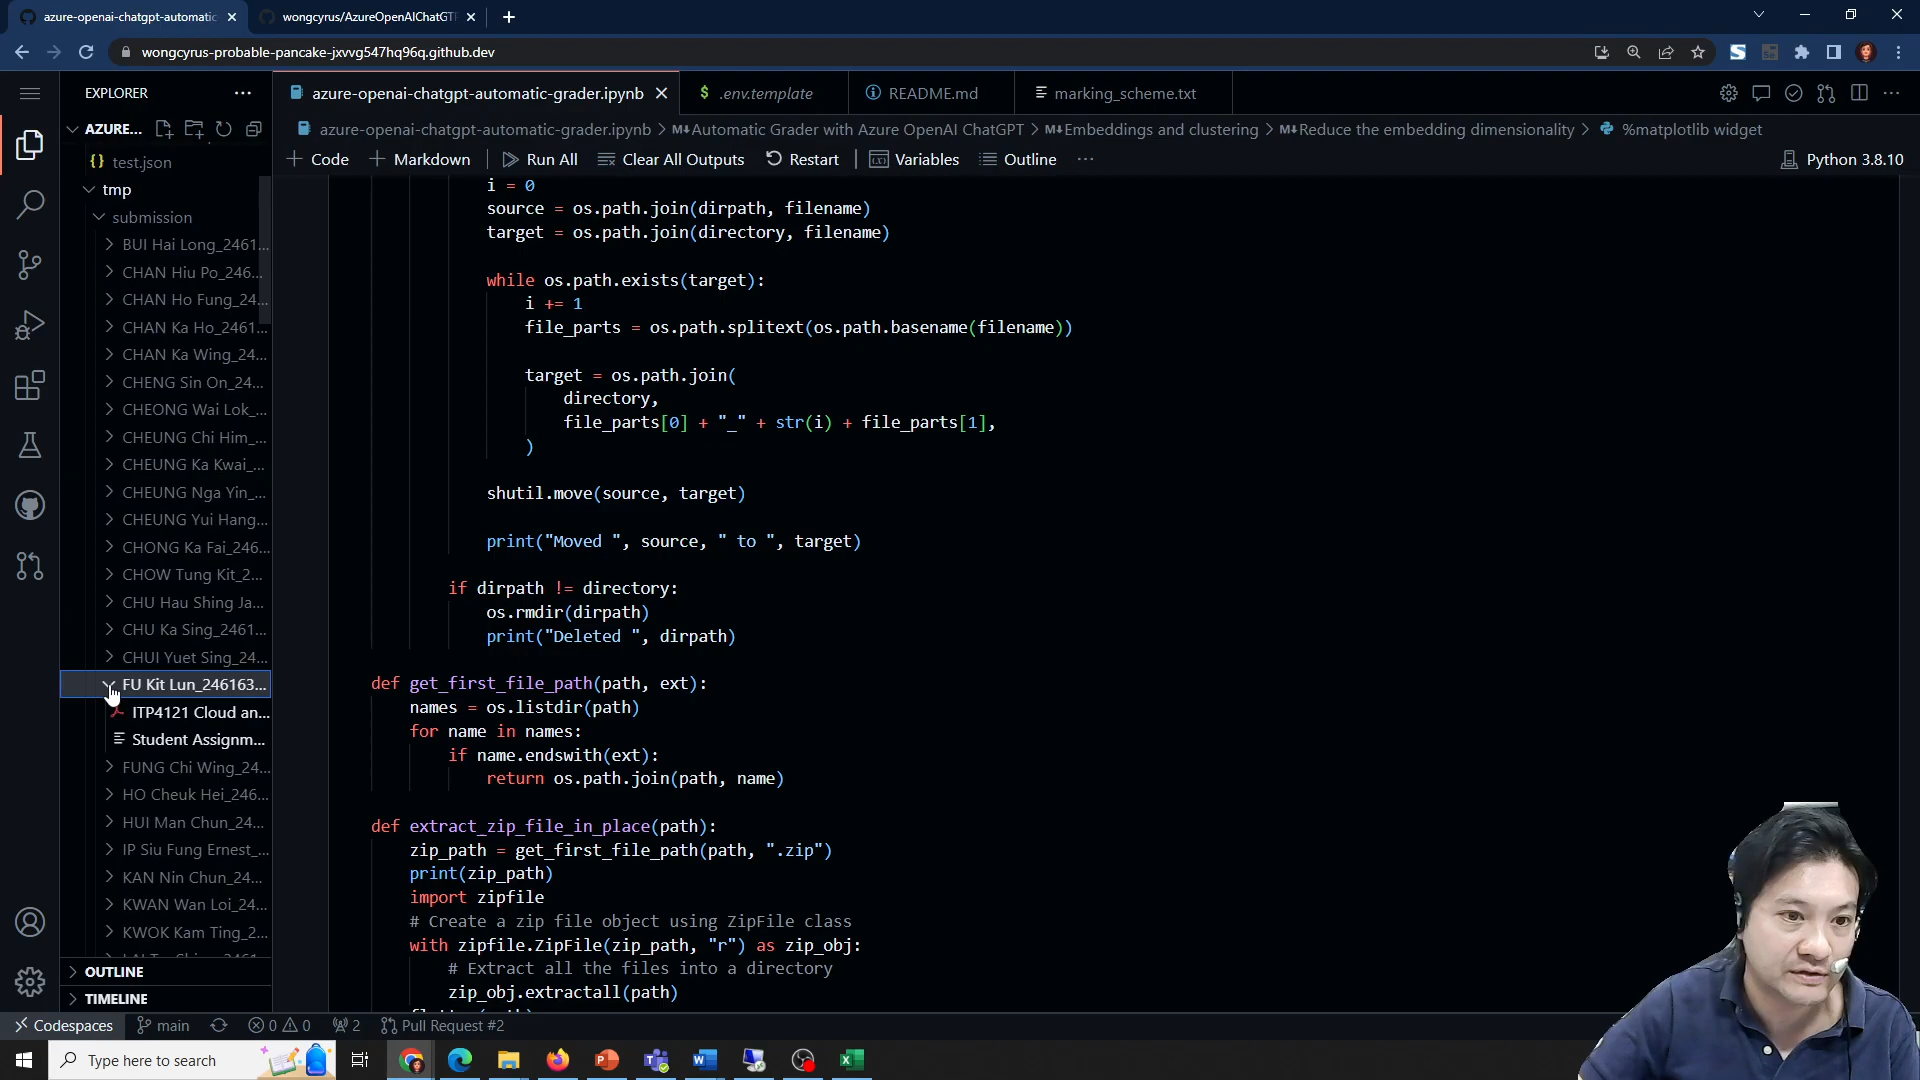 azure-openai-chatgpt-automatic
wongcyrus/AzureOpenAIChatGTP
wongcyrus-probable-pancake-jxvvg547hq96q.github.dev
EXPLORER
azure-openai-chatgpt-automatic-grader.ipynb
$ .env.template
README.md
marking_scheme.txt
AZURE...
azure-openai-chatgpt-automatic-grader.ipynb > M↓Automatic Grader with Azure OpenAI ChatGPT > M↓Embeddings and clustering > M↓Reduce the embedding dimensionality > %matplotlib widget
+ Code + Markdown Run All Clear All Outputs Restart Variables Outline ... Python 3.8.10
{} test.json
tmp
submission
BUI Hai Long_2461...
CHAN Hiu Po_246...
CHAN Ho Fung_24...
CHAN Ka Ho_2461...
CHAN Ka Wing_24...
CHENG Sin On_24...
CHEONG Wai Lok_...
CHEUNG Chi Him_...
CHEUNG Ka Kwai_...
CHEUNG Nga Yin_...
CHEUNG Yui Hang...
CHONG Ka Fai_246...
CHOW Tung Kit_2...
CHU Hau Shing Ja...
CHU Ka Sing_2461...
CHUI Yuet Sing_24...
FU Kit Lun_246163...
ITP4121 Cloud an...
Student Assignm...
FUNG Chi Wing_24...
HO Cheuk Hei_246...
HUI Man Chun_24...
IP Siu Fung Ernest_...
KAN Nin Chun_24...
KWAN Wan Loi_24...
KWOK Kam Ting_2...
OUTLINE
TIMELINE
i = 0
source = os.path.join(dirpath, filename)
target = os.path.join(directory, filename)
while os.path.exists(target):
i += 1
file_parts = os.path.splitext(os.path.basename(filename))
target = os.path.join(
directory,
file_parts[0] + "_" + str(i) + file_parts[1],
)
shutil.move(source, target)
print("Moved ", source, " to ", target)
if dirpath != directory:
os.rmdir(dirpath)
print("Deleted ", dirpath)
def get_first_file_path(path, ext):
names = os.listdir(path)
for name in names:
if name.endswith(ext):
return os.path.join(path, name)
def extract_zip_file_in_place(path):
zip_path = get_first_file_path(path, ".zip")
print(zip_path)
import zipfile
# Create a zip file object using ZipFile class
with zipfile.ZipFile(zip_path, "r") as zip_obj:
# Extract all the files into a directory
zip_obj.extractall(path)
Codespaces main 0 0 2 Pull Request #2
Type here to search